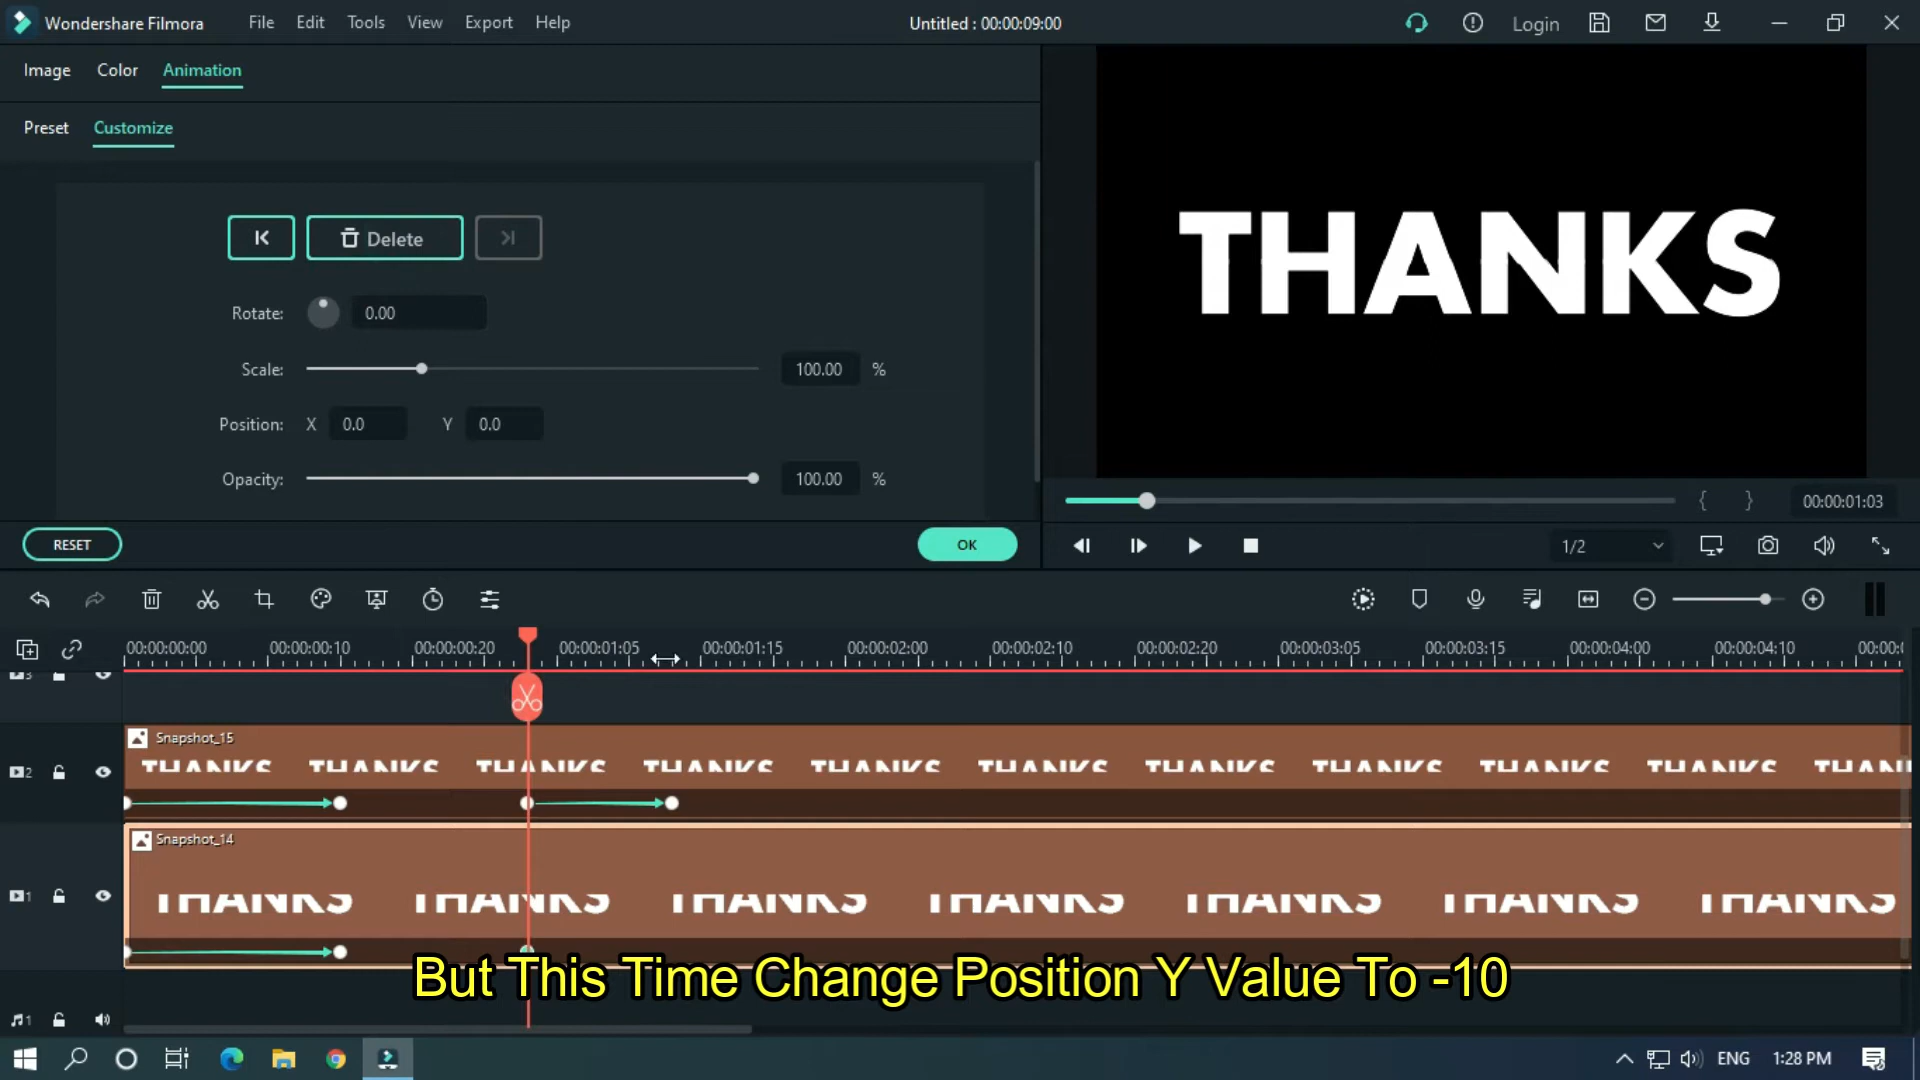 Wondershare Filmora File Edit Tools View Export Help Untitled : 00:00:09:00 Login
Image Color Animation
Preset Customize
Delete
Rotate: 0.00
Scale: 100.00 %
Position: X 0.0 Y 0.0
Opacity: 100.00 %
RESET OK
THANKS
{ } 00:00:01:03
1/2
00:00:00:00 00:00:00:10 00:00:00:20 00:00:01:05 00:00:01:15 00:00:02:00 00:00:02:10 00:00:02:20 00:00:03:05 00:00:03:15 00:00:04:00 00:00:04:10
3
Snapshot_15
2 THANKS THANKS THANKS THANKS THANKS THANKS THANKS THANKS THANKS THANKS
Snapshot_14
1 THANKS THANKS THANKS THANKS THANKS THANKS THANKS
But This Time Change Position Y Value To -10
1
ENG 1:28 PM